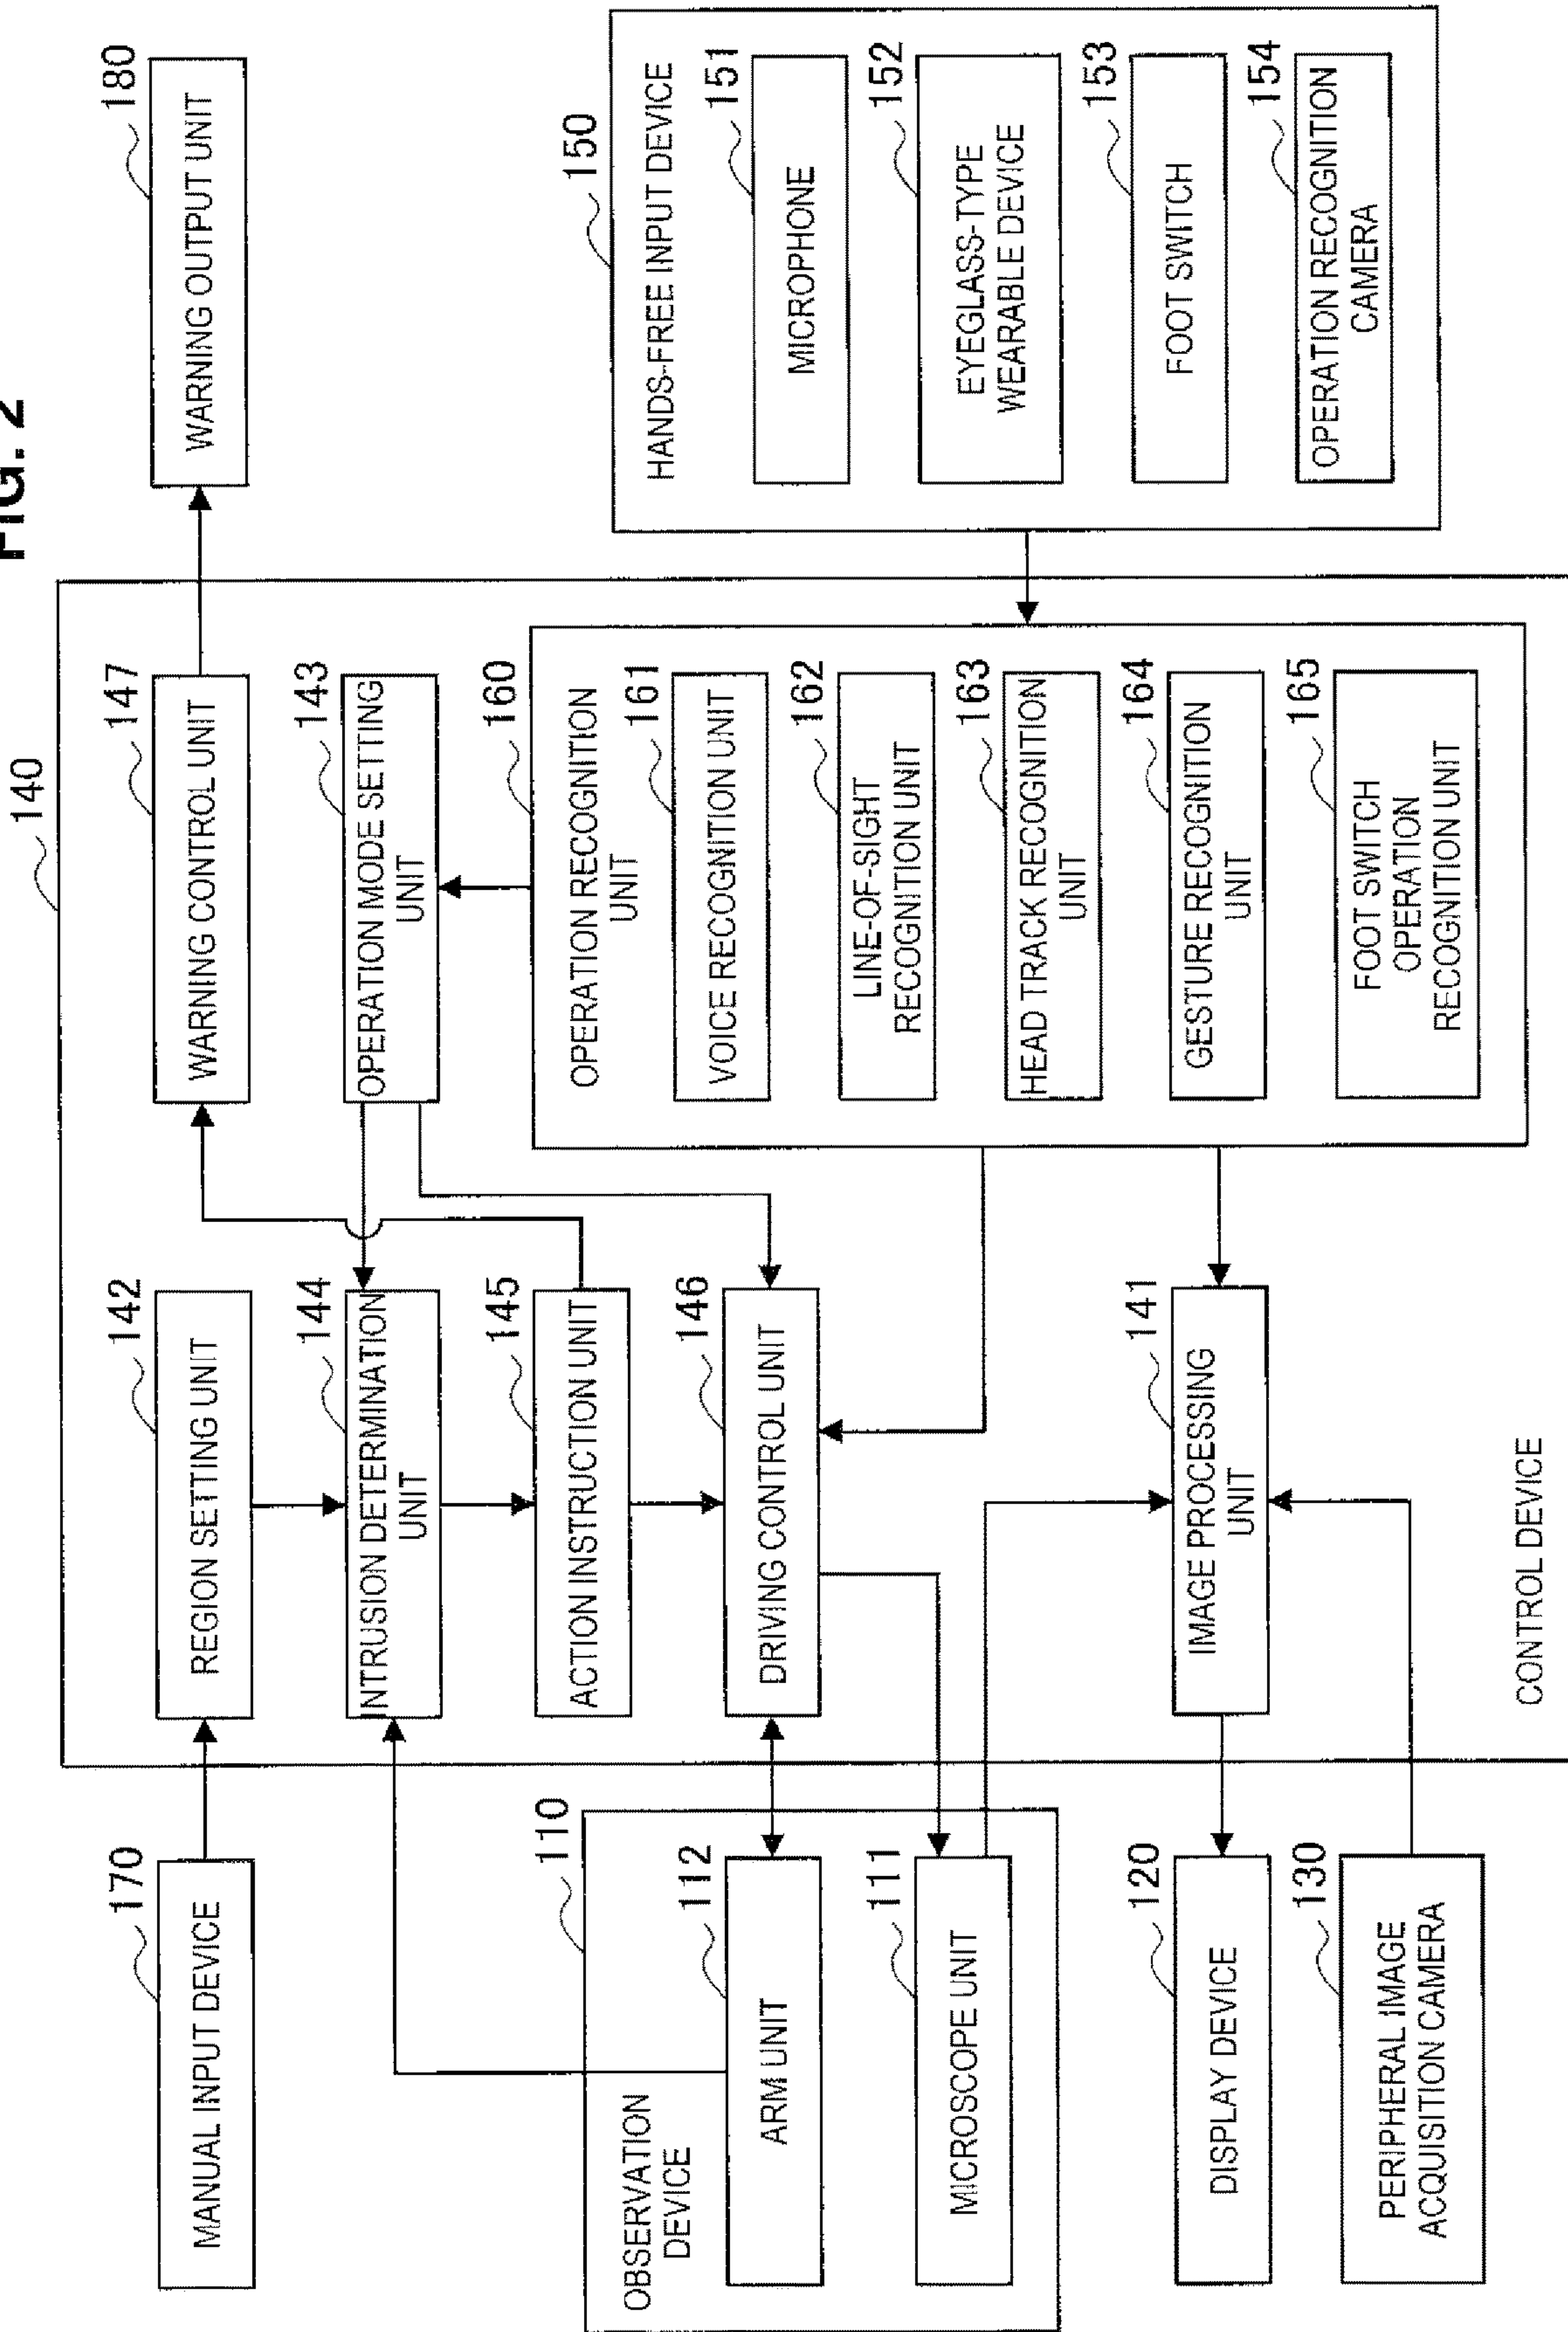 FIG. 2
140
170
MANUAL INPUT DEVICE
142
REGION SETTING UNIT
147
WARNING CONTROL UNIT
180
WARNING OUTPUT UNIT
144
INTRUSION DETERMINATION
UNIT
143
OPERATION MODE SETTING
UNIT
145
ACTION INSTRUCTION UNIT
110
OBSERVATION
DEVICE
112
ARM UNIT
111
MICROSCOPE UNIT
146
DRIVING CONTROL UNIT
160
OPERATION RECOGNITION
UNIT
161
VOICE RECOGNITION UNIT
162
LINE-OF-SIGHT
RECOGNITION UNIT
163
HEAD TRACK RECOGNITION
UNIT
164
GESTURE RECOGNITION
UNIT
165
FOOT SWITCH
OPERATION
RECOGNITION UNIT
150
HANDS-FREE INPUT DEVICE
151
MICROPHONE
152
EYEGLASS-TYPE
WEARABLE DEVICE
153
FOOT SWITCH
154
OPERATION RECOGNITION
CAMERA
120
DISPLAY DEVICE
141
IMAGE PROCESSING
UNIT
130
PERIPHERAL IMAGE
ACQUISITION CAMERA
CONTROL DEVICE